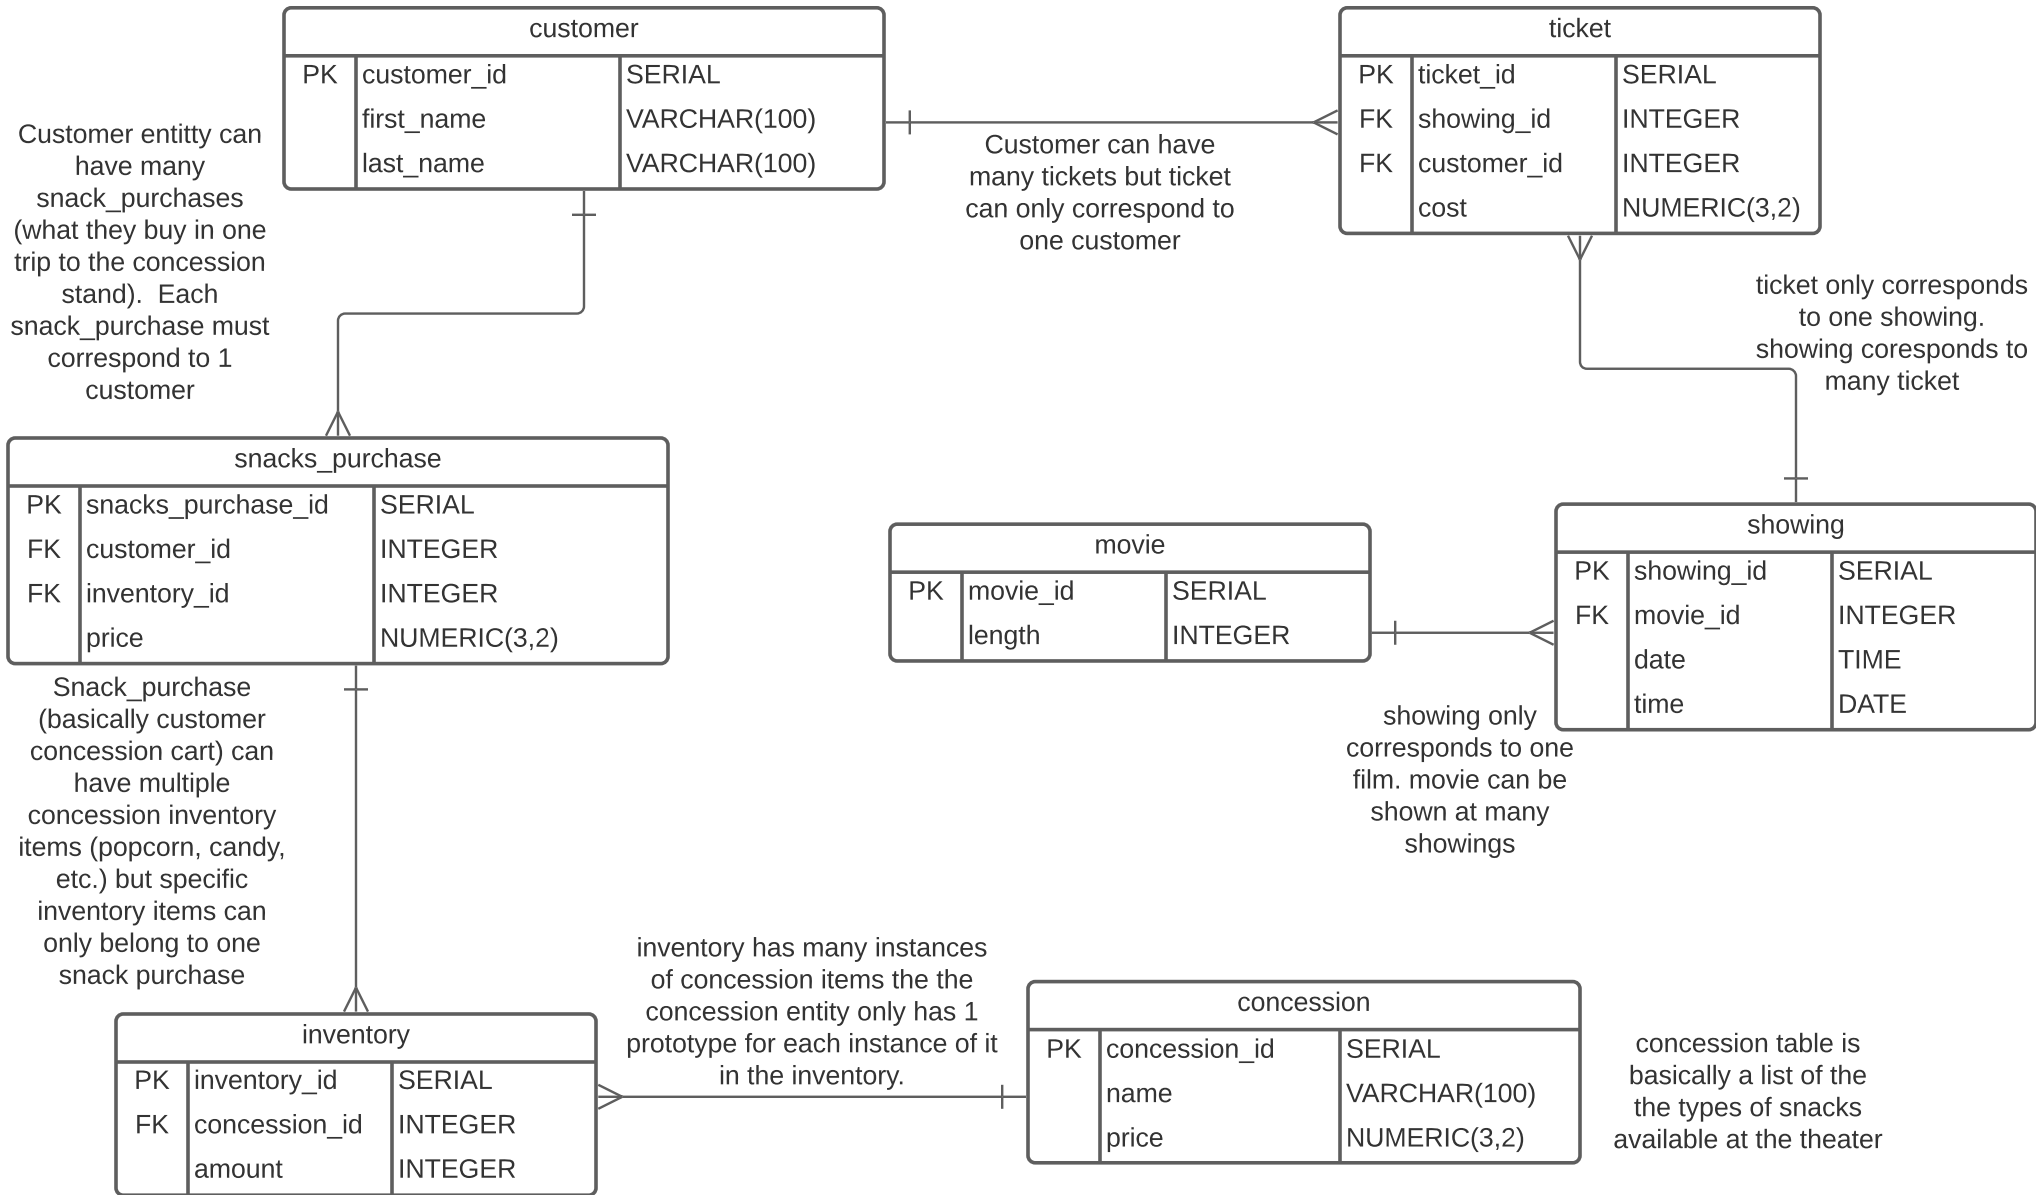 customer
PK customer_id SERIAL
first_name VARCHAR(100)
last_name VARCHAR(100)
ticket
PK ticket_id SERIAL
FK showing_id INTEGER
FK customer_id INTEGER
cost NUMERIC(3,2)
Customer entitty can
have many
snack_purchases
(what they buy in one
trip to the concession
stand).  Each
snack_purchase must
correspond to 1
customer
Customer can have
many tickets but ticket
can only correspond to
one customer
ticket only corresponds
to one showing.
showing coresponds to
many ticket
snacks_purchase
PK snacks_purchase_id SERIAL
FK customer_id INTEGER
FK inventory_id INTEGER
price NUMERIC(3,2)
movie
PK movie_id SERIAL
length INTEGER
showing
PK showing_id SERIAL
FK movie_id INTEGER
date TIME
time DATE
Snack_purchase
(basically customer
concession cart) can
have multiple
concession inventory
items (popcorn, candy,
etc.) but specific
inventory items can
only belong to one
snack purchase
showing only
corresponds to one
film. movie can be
shown at many
showings
inventory has many instances
of concession items the the
concession entity only has 1
prototype for each instance of it
in the inventory.
inventory
PK inventory_id SERIAL
FK concession_id INTEGER
amount INTEGER
concession
PK concession_id SERIAL
name VARCHAR(100)
price NUMERIC(3,2)
concession table is
basically a list of the
the types of snacks
available at the theater